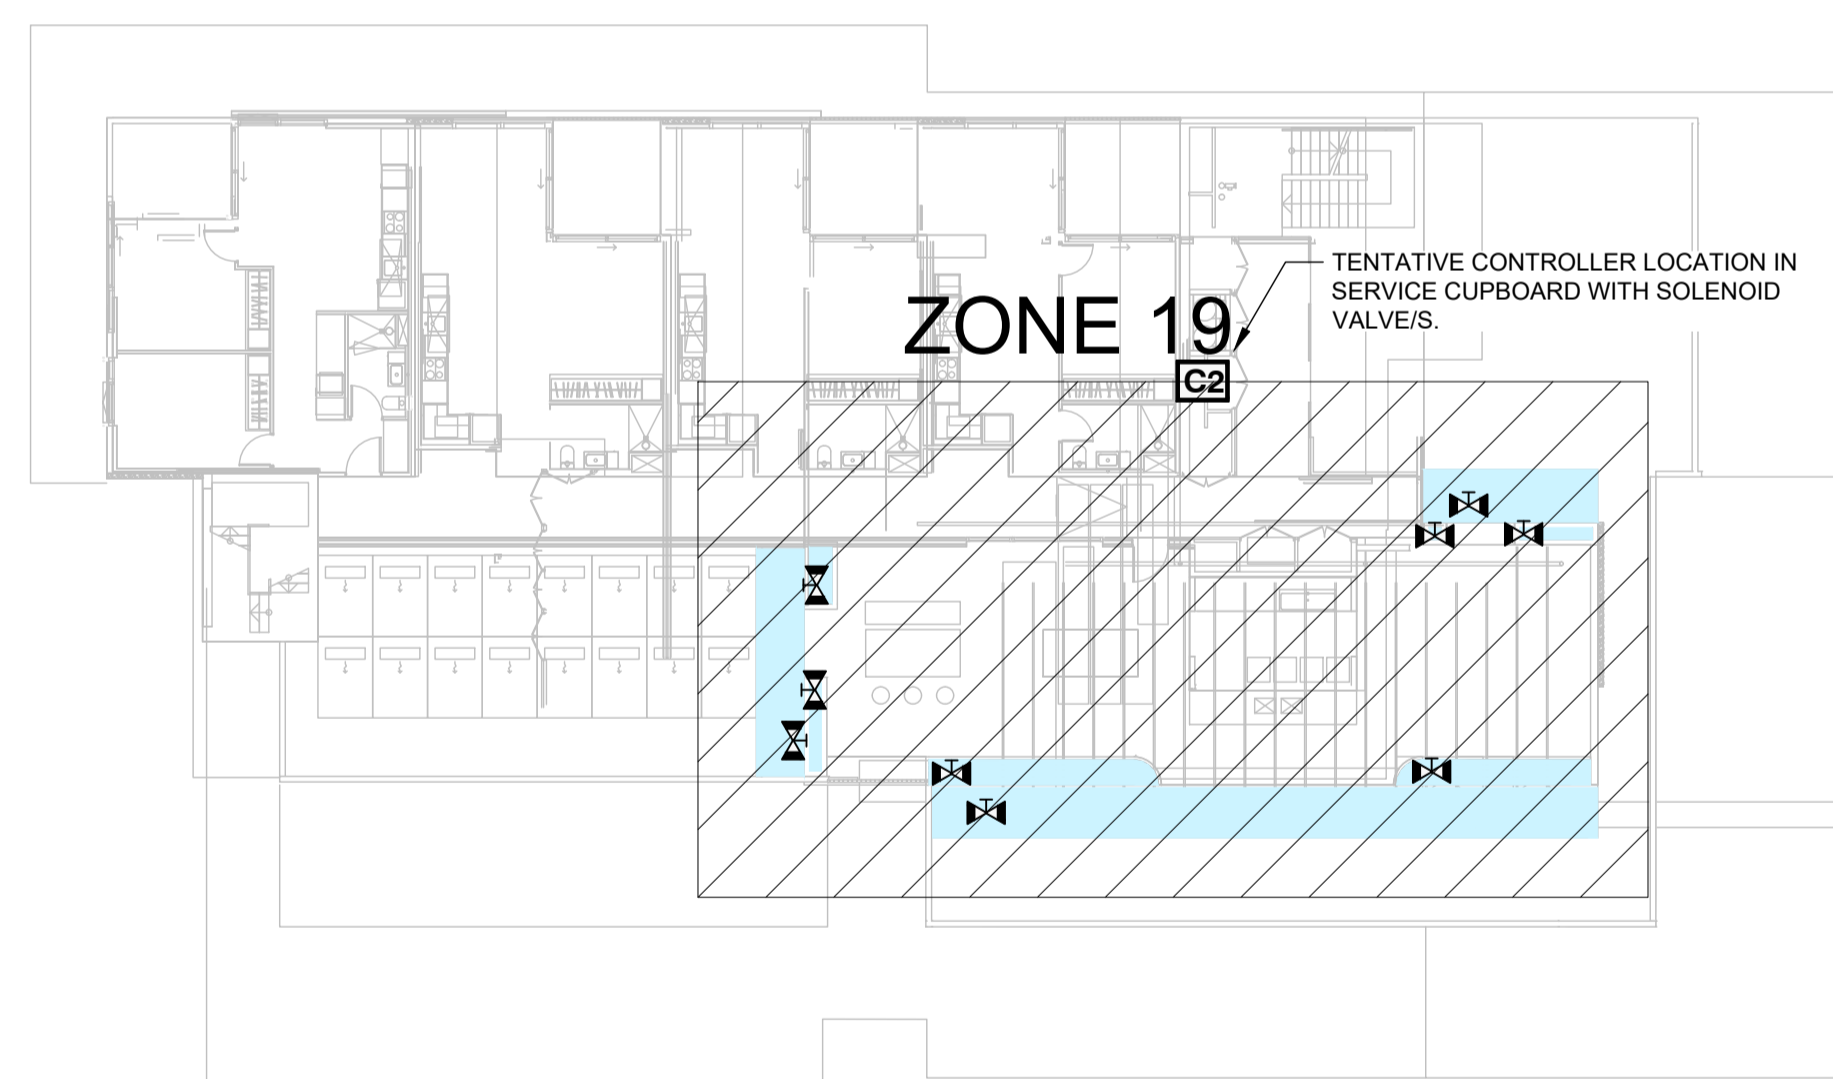 TENTATIVE CONTROLLER LOCATION IN
SERVICE CUPBOARD WITH SOLENOID
VALVE/S.
ZONE 19
C2